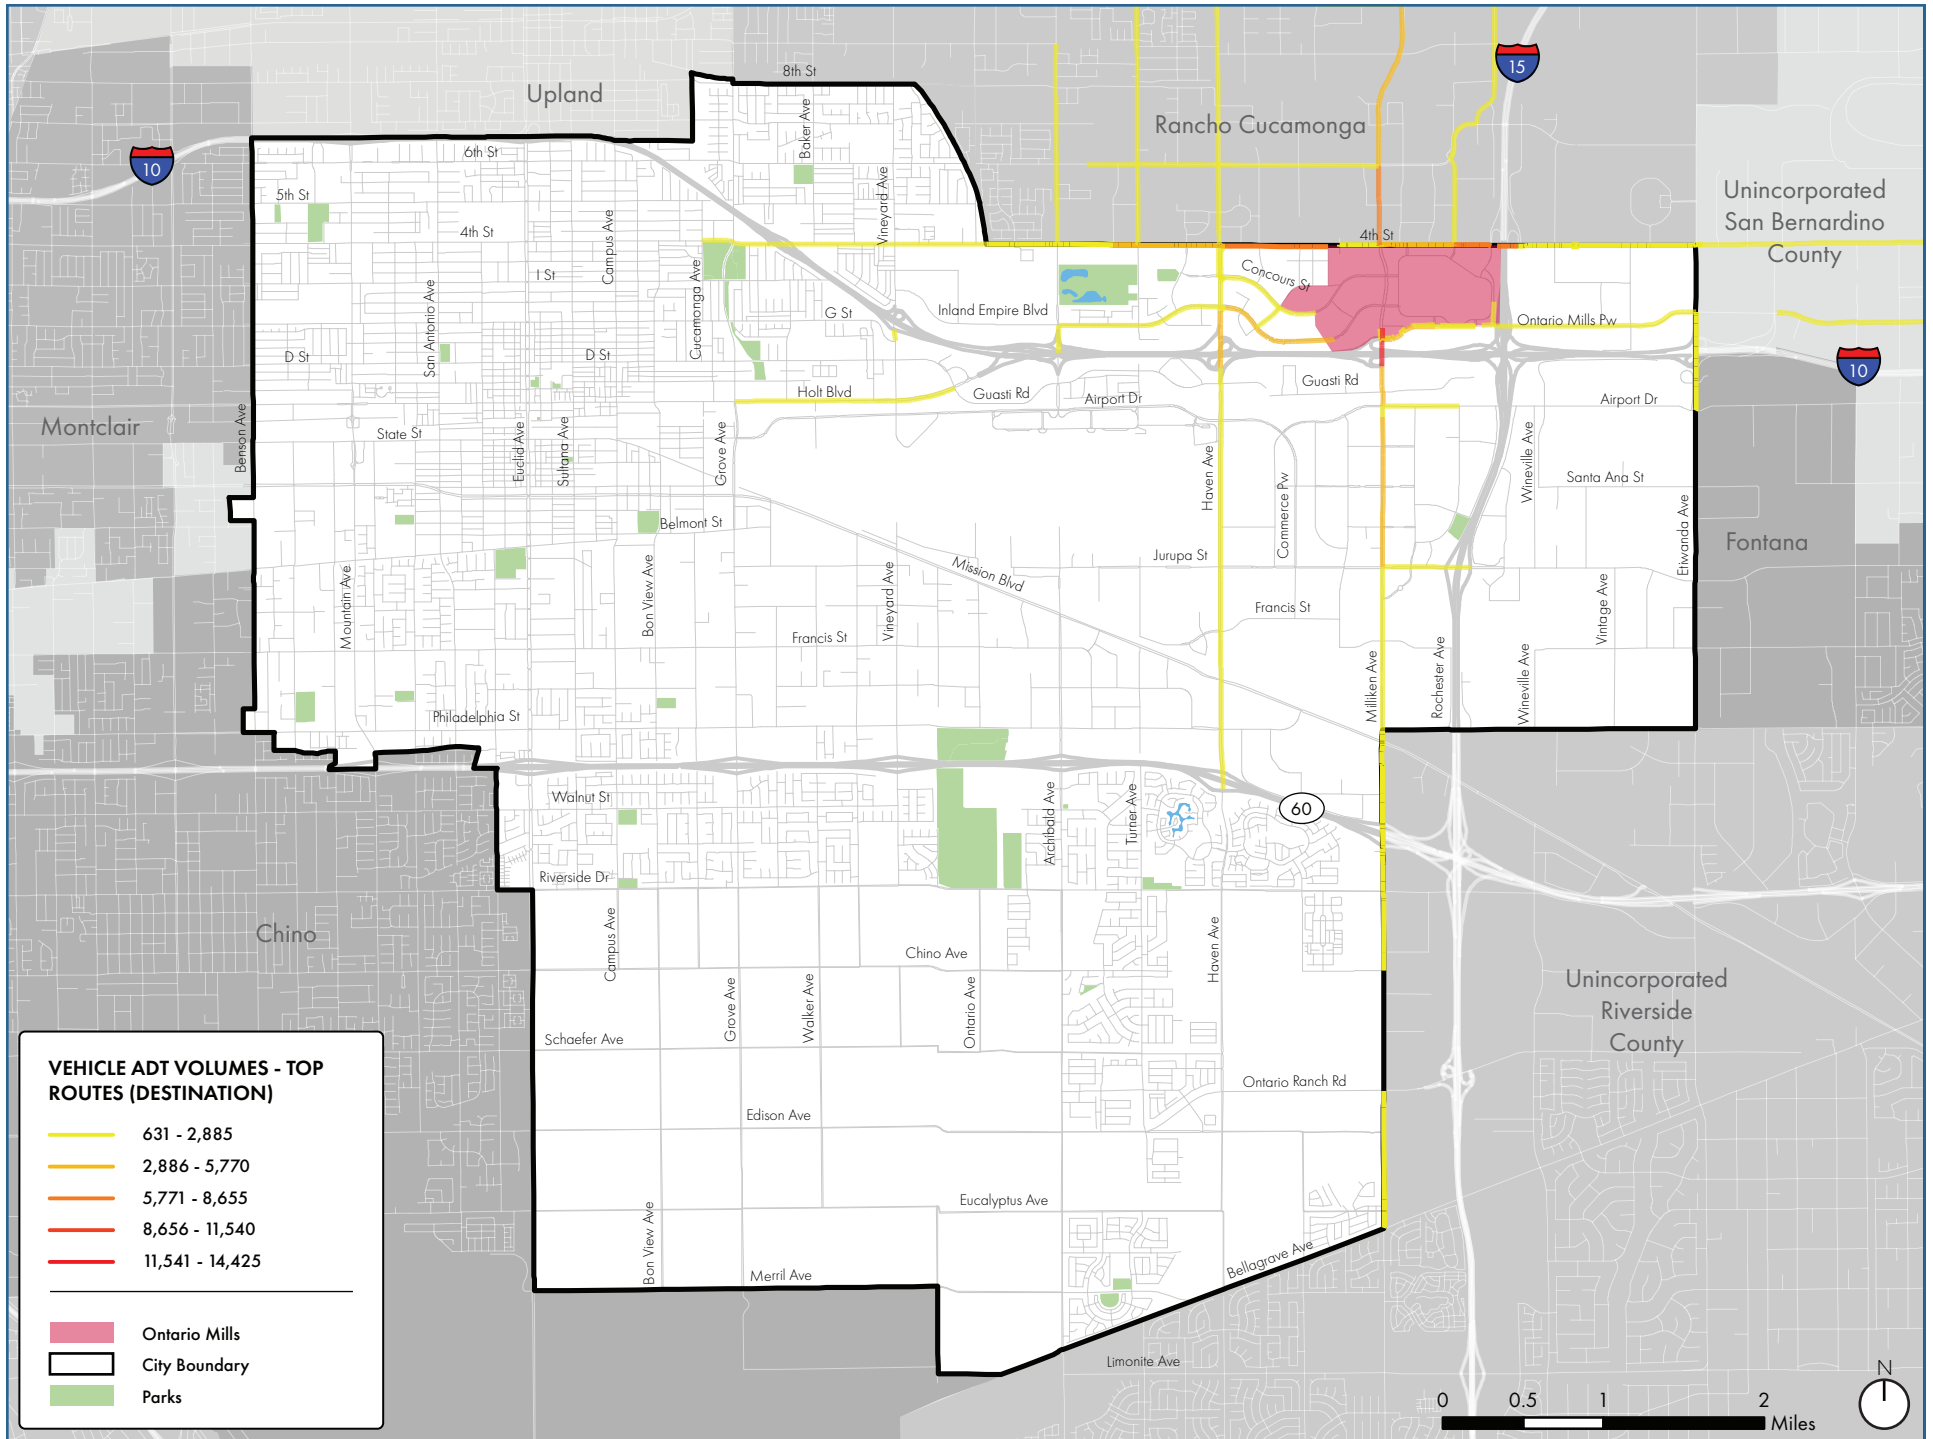 8th St
Upland
15
Rancho Cucamonga
Baker Ave
6th St
10
5th St
Unincorporated
San Bernardino
County
Vineyard Ave
4th St
Campus Ave
4th St
I St
Concours St
Cucamonga Ave
San Antonio Ave
G St
Inland Empire Blvd
Ontario Mills Pw
D St
D St
10
Holt Blvd
Guasti Rd
Guasti Rd
Airport Dr
Airport Dr
Montclair
Benson Ave
State St
Euclid Ave
Sultana Ave
Grove Ave
Haven Ave
Commerce Pw
Wineville Ave
Santa Ana St
Etiwanda Ave
Belmont St
Fontana
Jurupa St
Mission Blvd
Mountain Ave
Bon View Ave
Vineyard Ave
Francis St
Vintage Ave
Francis St
Milliken Ave
Rochester Ave
Wineville Ave
Philadelphia St
Walnut St
60
Archibald Ave
Turner Ave
Riverside Dr
Chino
Campus Ave
Chino Ave
Haven Ave
Unincorporated
Riverside
County
Grove Ave
Walker Ave
Ontario Ave
Schaefer Ave
Ontario Ranch Rd
Edison Ave
Eucalyptus Ave
Bon View Ave
Merril Ave
Bellagrave Ave
Limonite Ave
VEHICLE ADT VOLUMES - TOP
ROUTES (DESTINATION)
631 - 2,885
2,886 - 5,770
5,771 - 8,655
8,656 - 11,540
11,541 - 14,425
Ontario Mills
City Boundary
Parks
N
0 0.5 1 2
Miles